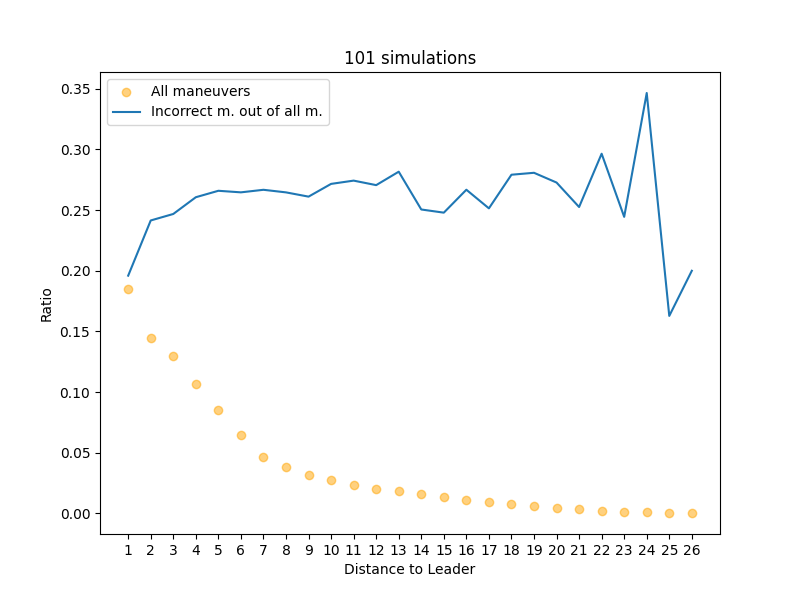 101 simulations
All maneuvers
Incorrect m. out of all m.
0.35
0.30
0.25
0.20
0.15
0.10
0.05
0.00
Ratio
1 2 3 4 5 6 7 8 9 10 11 12 13 14 15 16 17 18 19 20 21 22 23 24 25 26
Distance to Leader